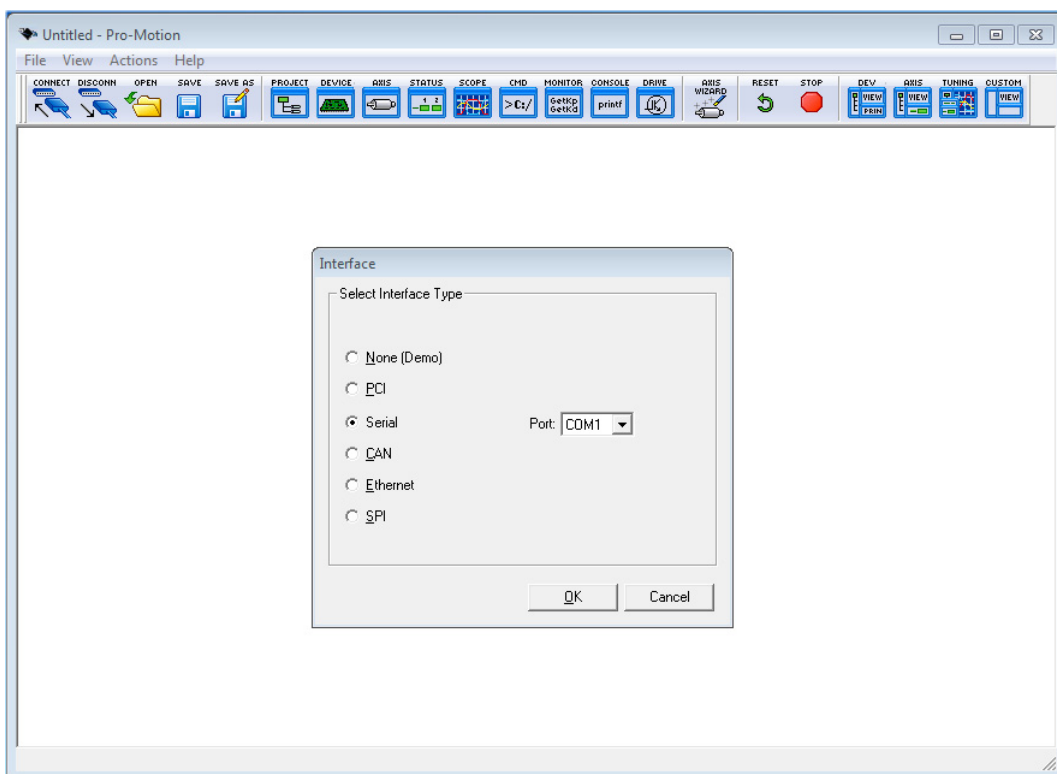 Untitled - Pro-Motion
File View Actions Help
CONNECT DISCONN OPEN SAVE SAVE AS PROJECT DEVICE AXIS STATUS SCOPE CMD MONITOR CONSOLE DRIVE AXIS WIZARD RESET STOP DEV AXIS TUNING CUSTOM
- 1 2 >C:/ GetKp GetKd printf VIEW PRIN VIEW VIEW
Interface
Select Interface Type
None (Demo)
PCI
Serial Port: COM1
CAN
Ethernet
SPI
OK Cancel